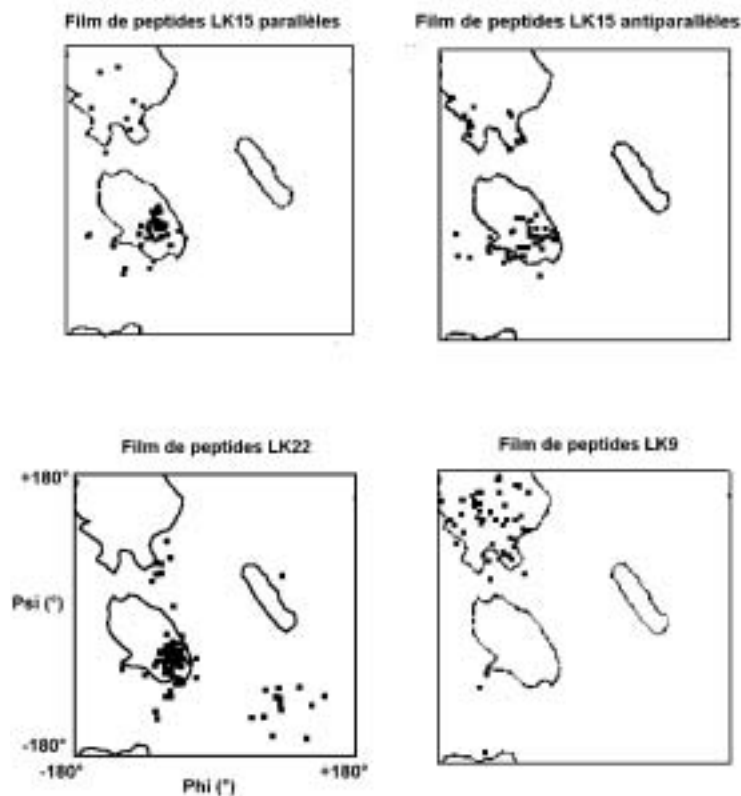 Film de peptides LK15 parallèles
Film de peptides LK15 antiparallèles
Film de peptides LK22
Film de peptides LK9
+180°
Psi (°)
-180°
-180°
+180°
Phi (°)